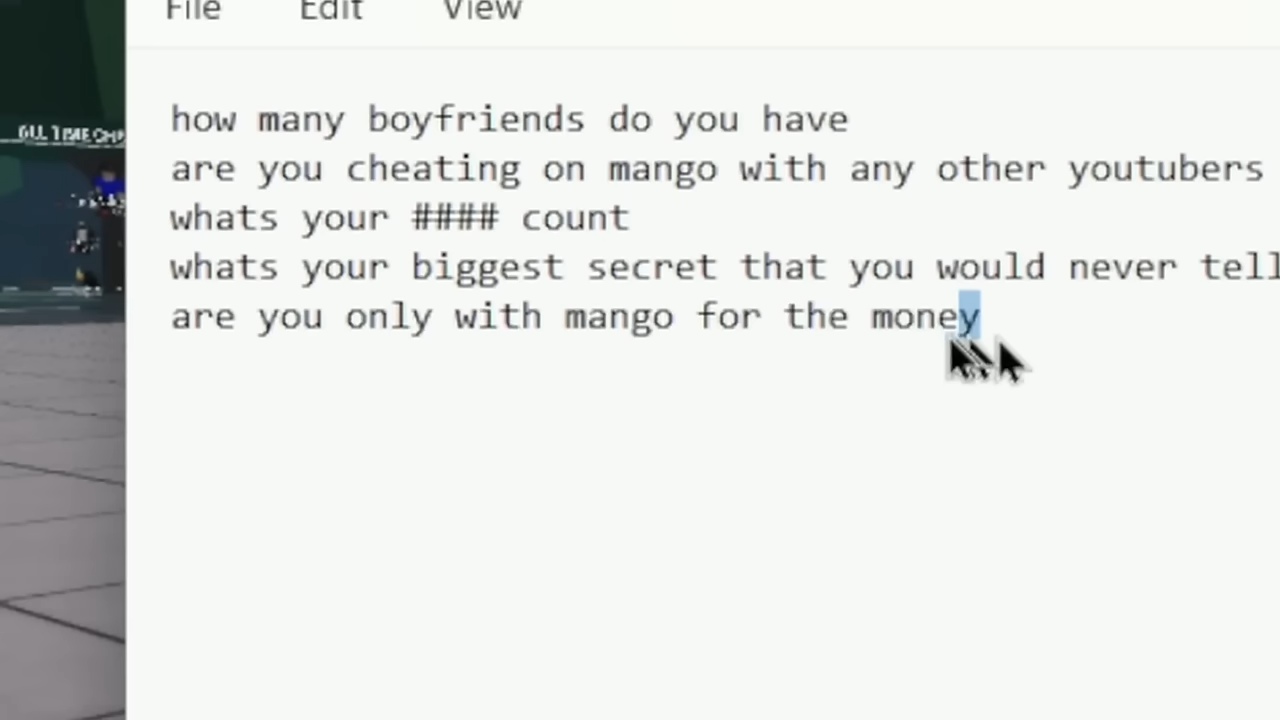 File Edit View
how many boyfriends do you have
are you cheating on mango with any other youtubers
whats your #### count
whats your biggest secret that you would never tell
are you only with mango for the money